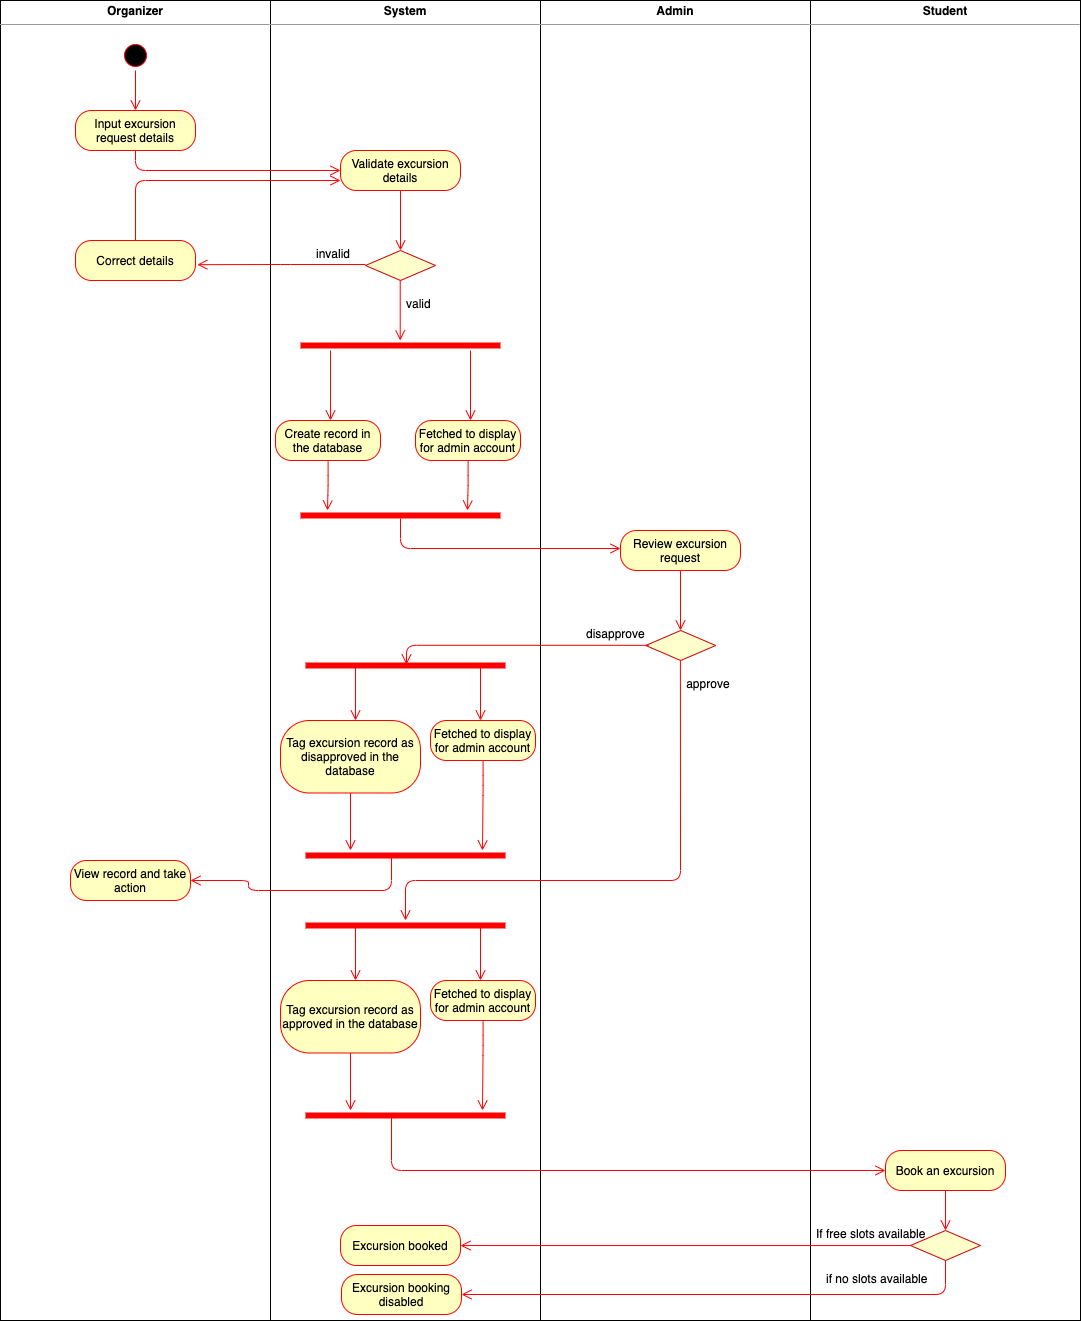 Organizer
System
Admin
Student
Input excursion
request details
Validate excursion
details
invalid
Correct details
valid
Create record in
the database
Fetched to display
for admin account
Review excursion
request
disapprove
approve
Tag excursion record as
disapproved in the
database
Fetched to display
for admin account
View record and take
action
Tag excursion record as
approved in the database
Fetched to display
for admin account
Book an excursion
If free slots available
Excursion booked
if no slots available
Excursion booking
disabled